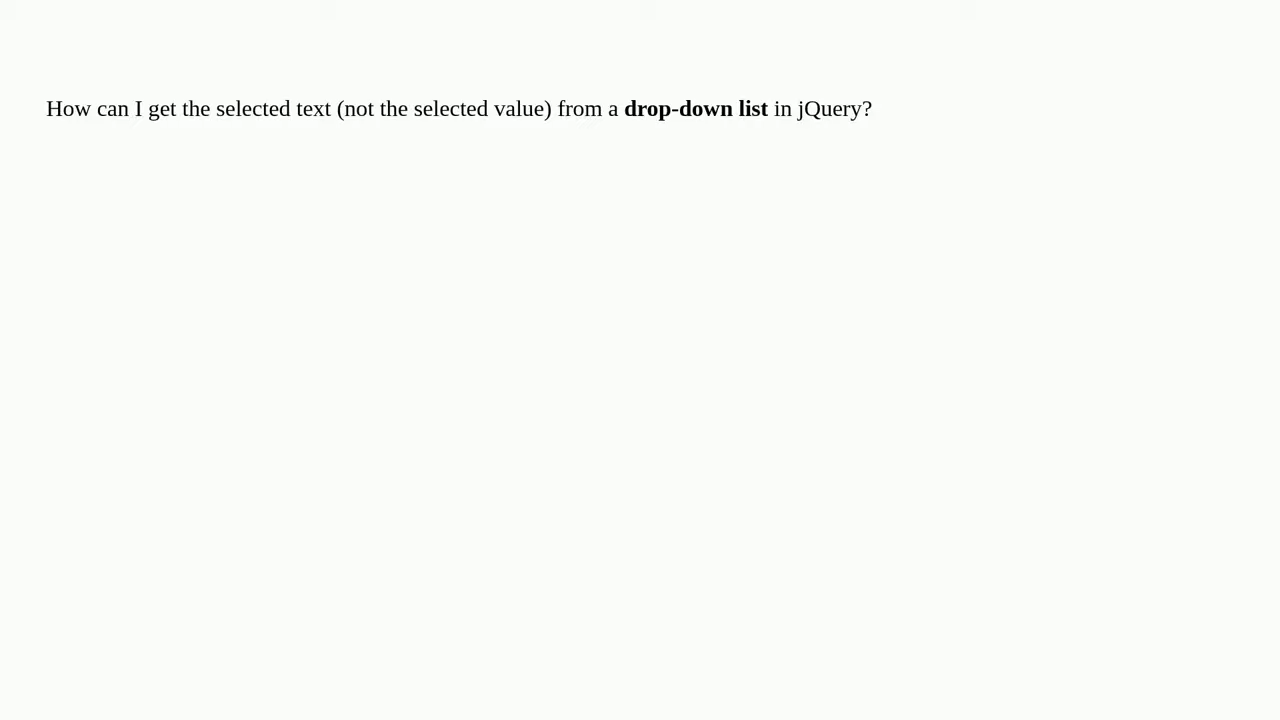 How can I get the selected text (not the selected value) from a drop-down list in jQuery?